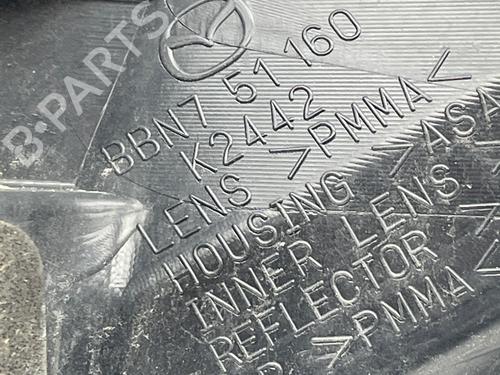 B-PARTS
BBN7 51 160
K2442
LENS >PMMA<
HOUSING >ASA
INNER LENS >
REFLECTOR
>PMMA<